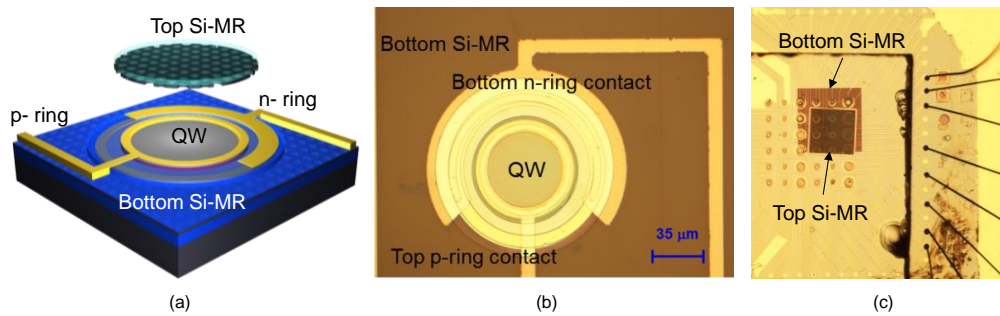 Top Si-MR
p- ring
n- ring
QW
Bottom Si-MR
(a)
Bottom Si-MR
Bottom n-ring contact
QW
Top p-ring contact
35 μm
(b)
Bottom Si-MR
Top Si-MR
(c)